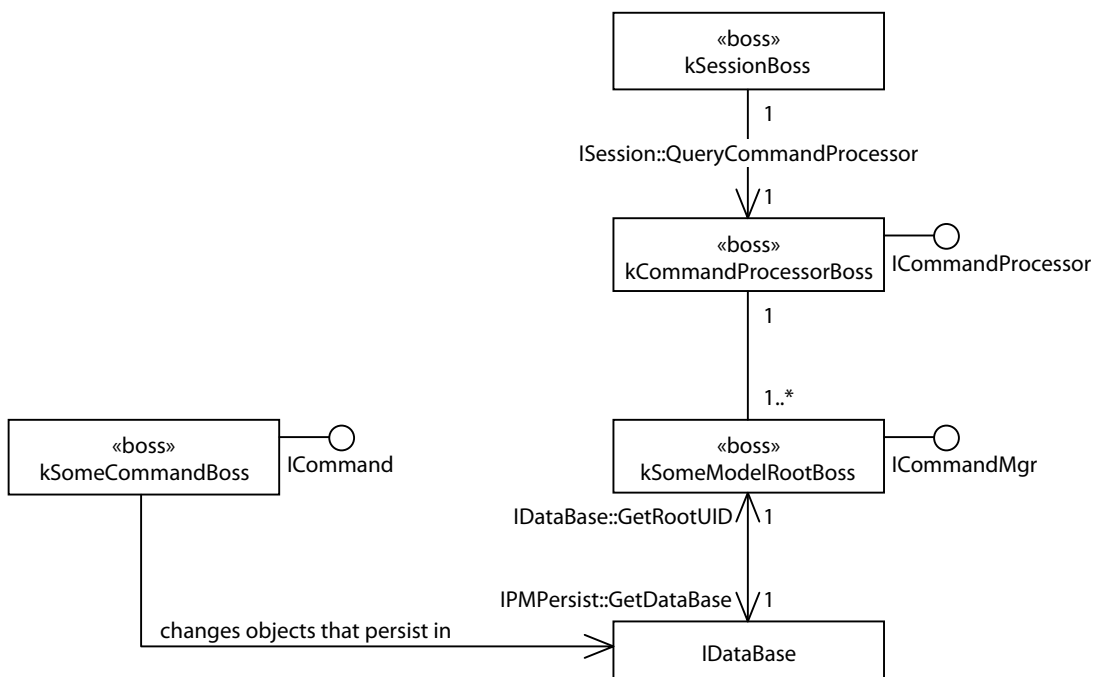 «boss»
kSessionBoss
1
ISession::QueryCommandProcessor
1
«boss»
kCommandProcessorBoss
ICommandProcessor
1
1..*
«boss»
kSomeCommandBoss
ICommand
«boss»
kSomeModelRootBoss
ICommandMgr
IDataBase::GetRootUID
1
IPMPersist::GetDataBase
1
changes objects that persist in
IDataBase